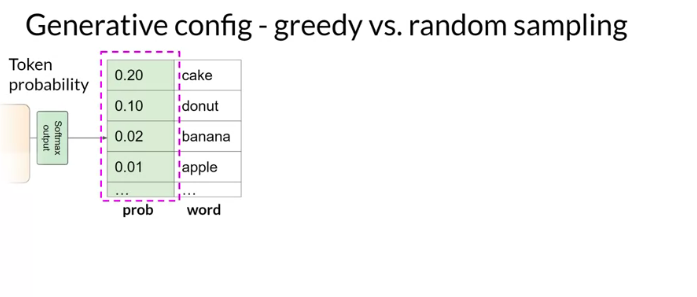 Generative config - greedy vs. random sampling
Token
probability
Softmax
output
0.20 cake
0.10 donut
0.02 banana
0.01 apple
... ...
prob word